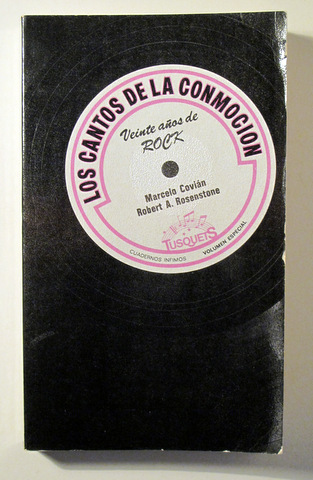 LOS CANTOS DE LA CONMOCION
Veinte años de
ROCK
Marcelo Covián
Robert A. Rosenstone
TUSQUETS
CUADERNOS INFIMOS VOLUMEN ESPECIAL